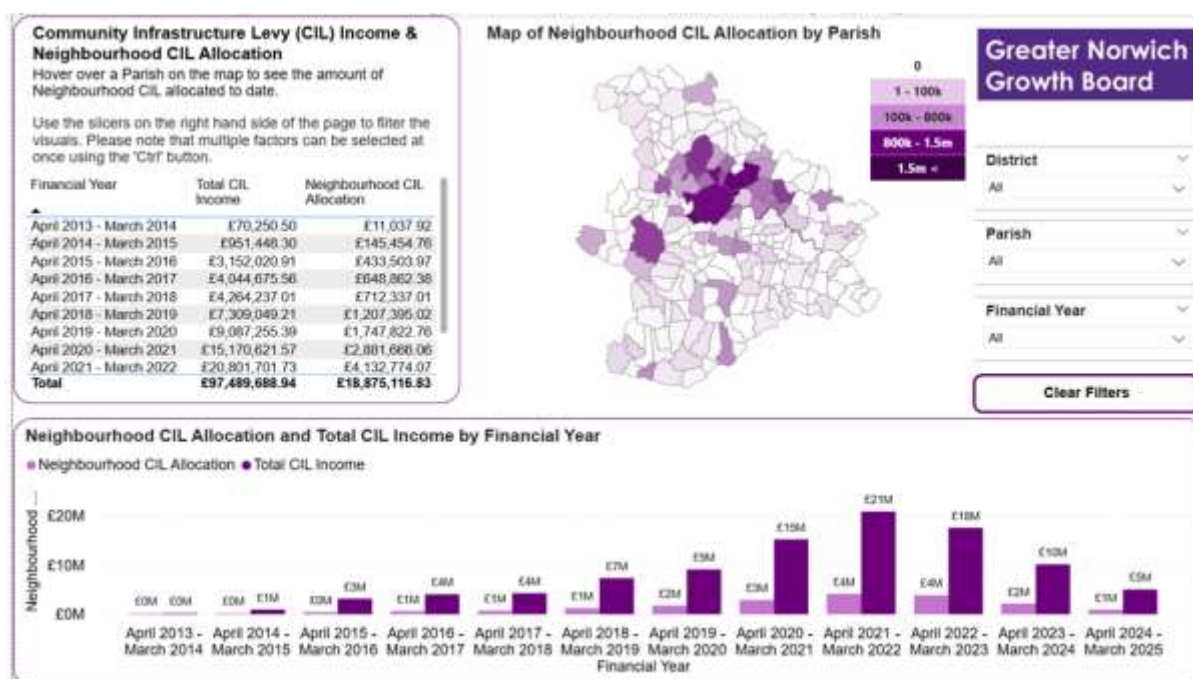 Community Infrastructure Levy (CIL) Income &
Neighbourhood CIL Allocation
Hover over a Parish on the map to see the amount of
Neighbourhood CIL allocated to date.
Use the slicers on the right hand side of the page to filter the
visuals. Please note that multiple factors can be selected at
once using the 'Ctrl' button.
Financial Year Total CIL Income Neighbourhood CIL Allocation
April 2013 - March 2014 £70,250.50 £11,037.92
April 2014 - March 2015 £951,448.30 £145,454.76
April 2015 - March 2016 £3,152,020.91 £433,503.97
April 2016 - March 2017 £4,044,675.56 £648,862.38
April 2017 - March 2018 £4,264,237.01 £712,337.01
April 2018 - March 2019 £7,309,049.21 £1,207,395.02
April 2019 - March 2020 £9,087,255.39 £1,747,822.76
April 2020 - March 2021 £15,170,621.57 £2,881,666.06
April 2021 - March 2022 £20,801,701.73 £4,132,774.07
Total £97,489,688.94 £18,875,116.83
Map of Neighbourhood CIL Allocation by Parish
0
1 - 100k
100k - 800k
800k - 1.5m
1.5m <
Greater Norwich
Growth Board
District
All
Parish
All
Financial Year
All
Clear Filters
Neighbourhood CIL Allocation and Total CIL Income by Financial Year
Neighbourhood CIL Allocation Total CIL Income
Neighbourhood ...
£20M
£10M
£0M
£0M £0M £0M £1M £0M £3M £1M £4M £1M £4M £1M £7M £2M £9M £3M £15M £4M £21M £4M £18M £2M £10M £1M £5M
April 2013 - April 2014 - April 2015 - April 2016 - April 2017 - April 2018 - April 2019 - April 2020 - April 2021 - April 2022 - April 2023 - April 2024 -
March 2014 March 2015 March 2016 March 2017 March 2018 March 2019 March 2020 March 2021 March 2022 March 2023 March 2024 March 2025
Financial Year